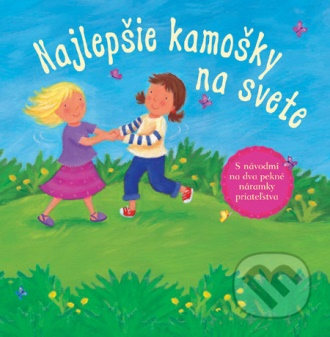 Najlepšie kamošky
na svete
S návodmi
na dva pekné
náramky
priateľstva